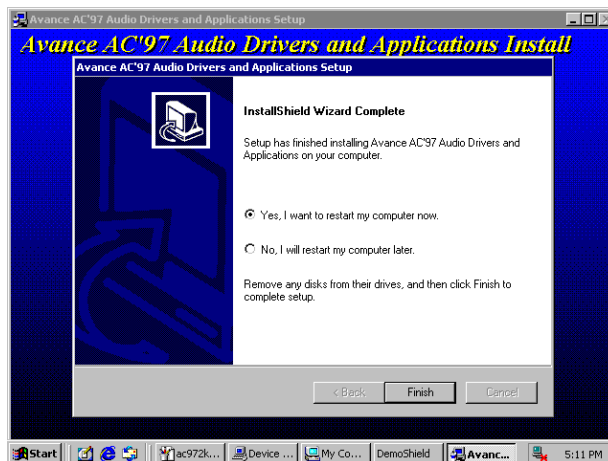 Avance AC'97 Audio Drivers and Applications Setup
Avance AC'97 Audio Drivers and Applications Install
Avance AC'97 Audio Drivers and Applications Setup
InstallShield Wizard Complete
Setup has finished installing Avance AC'97 Audio Drivers and
Applications on your computer.
Yes, I want to restart my computer now.
No, I will restart my computer later.
Remove any disks from their drives, and then click Finish to
complete setup.
< Back Finish Cancel
Start ac972k... Device ... My Co... DemoShield Avanc... 5:11 PM